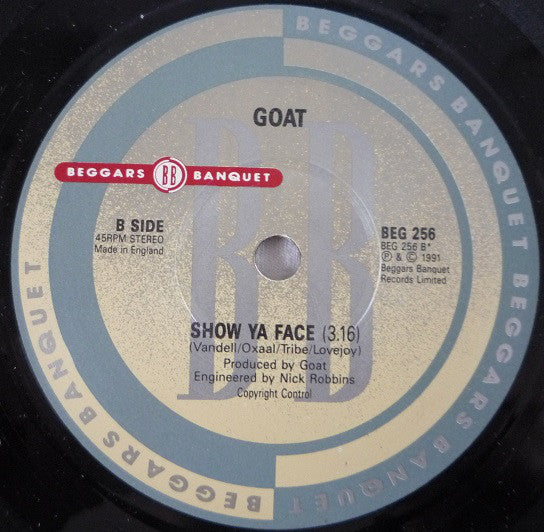 GOAT
BEGGARS BB BANQUET
B SIDE
45RPM STEREO
Made in England
BEG 256
BEG 256 B*
Ⓟ & © 1991
Beggars Banquet
Records Limited
SHOW YA FACE (3.16)
(Vandell/Oxaal/Tribe/Lovejoy)
Produced by Goat
Engineered by Nick Robbins
Copyright Control
BB
BEGGARS BANQUET
BEGGARS BANQUET
BEGGARS BANQUET